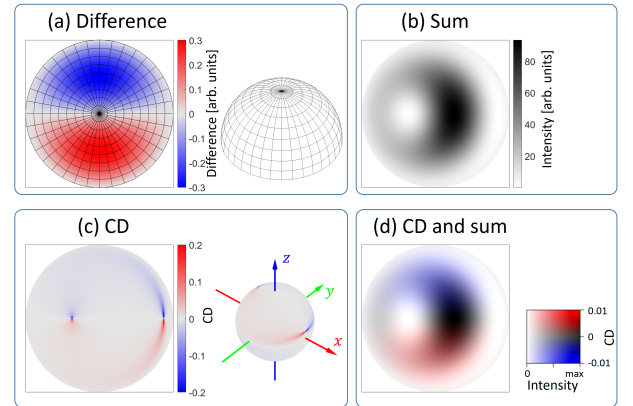 (a) Difference
0.3
0.2
0.1
0
-0.1
-0.2
-0.3
Difference [arb. units]
(b) Sum
80
60
40
20
Intensity [arb. units]
(c) CD
0.2
0.1
0
-0.1
-0.2
CD
z
y
x
(d) CD and sum
0.01
0
-0.01
CD
0 max
Intensity